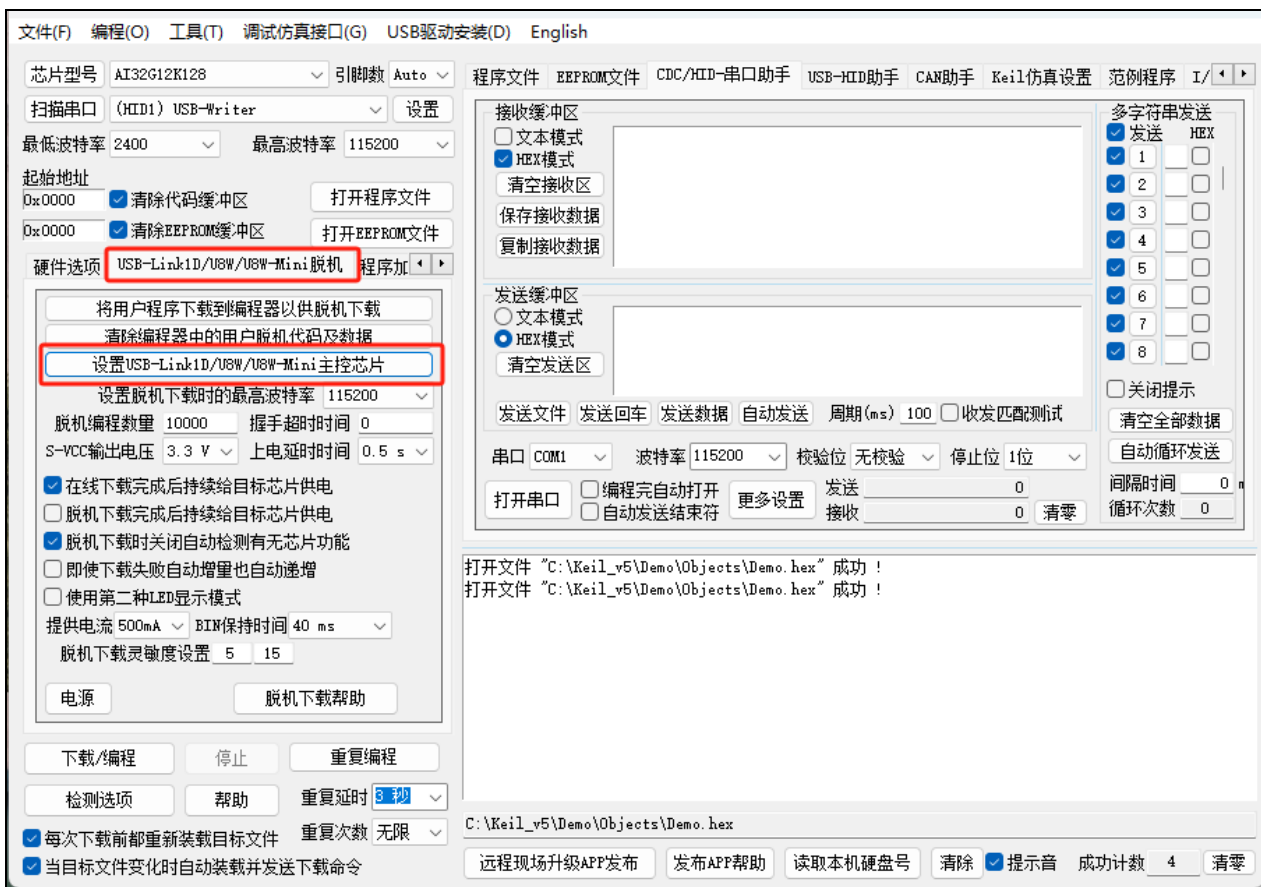 文件(F) 编程(O) 工具(T) 调试仿真接口(G) USB驱动安装(D) English
芯片型号 AI32G12K128 引脚数 Auto
扫描串口 (HID1) USB-Writer 设置
最低波特率 2400 最高波特率 115200
起始地址
0x0000 清除代码缓冲区 打开程序文件
0x0000 清除EEPROM缓冲区 打开EEPROM文件
硬件选项 USB-Link1D/U8W/U8W-Mini脱机 程序加
将用户程序下载到编程器以供脱机下载
清除编程器中的用户脱机代码及数据
设置USB-Link1D/U8W/U8W-Mini主控芯片
设置脱机下载时的最高波特率 115200
脱机编程数量 10000 握手超时时间 0
S-VCC输出电压 3.3 V 上电延时时间 0.5 s
在线下载完成后持续给目标芯片供电
脱机下载完成后持续给目标芯片供电
脱机下载时关闭自动检测有无芯片功能
即使下载失败自动增量也自动递增
使用第二种LED显示模式
提供电流 500mA BIN保持时间 40 ms
脱机下载灵敏度设置 5 15
电源 脱机下载帮助
下载/编程 停止 重复编程
检测选项 帮助 重复延时 3 秒
每次下载前都重新装载目标文件 重复次数 无限
当目标文件变化时自动装载并发送下载命令
程序文件 EEPROM文件 CDC/HID-串口助手 USB-HID助手 CAN助手 Keil仿真设置 范例程序 I/
接收缓冲区
文本模式
HEX模式
清空接收区
保存接收数据
复制接收数据
发送缓冲区
文本模式
HEX模式
清空发送区
发送文件 发送回车 发送数据 自动发送 周期(ms) 100 收发匹配测试
串口 COM1 波特率 115200 校验位 无校验 停止位 1位
打开串口 编程完自动打开 更多设置 发送 0
自动发送结束符 接收 0 清零
多字符串发送
发送 HEX
1
2
3
4
5
6
7
8
关闭提示
清空全部数据
自动循环发送
间隔时间 0 m
循环次数 0
打开文件 "C:\Keil_v5\Demo\Objects\Demo.hex" 成功 !
打开文件 "C:\Keil_v5\Demo\Objects\Demo.hex" 成功 !
C:\Keil_v5\Demo\Objects\Demo.hex
远程现场升级APP发布 发布APP帮助 读取本机硬盘号 清除 提示音 成功计数 4 清零